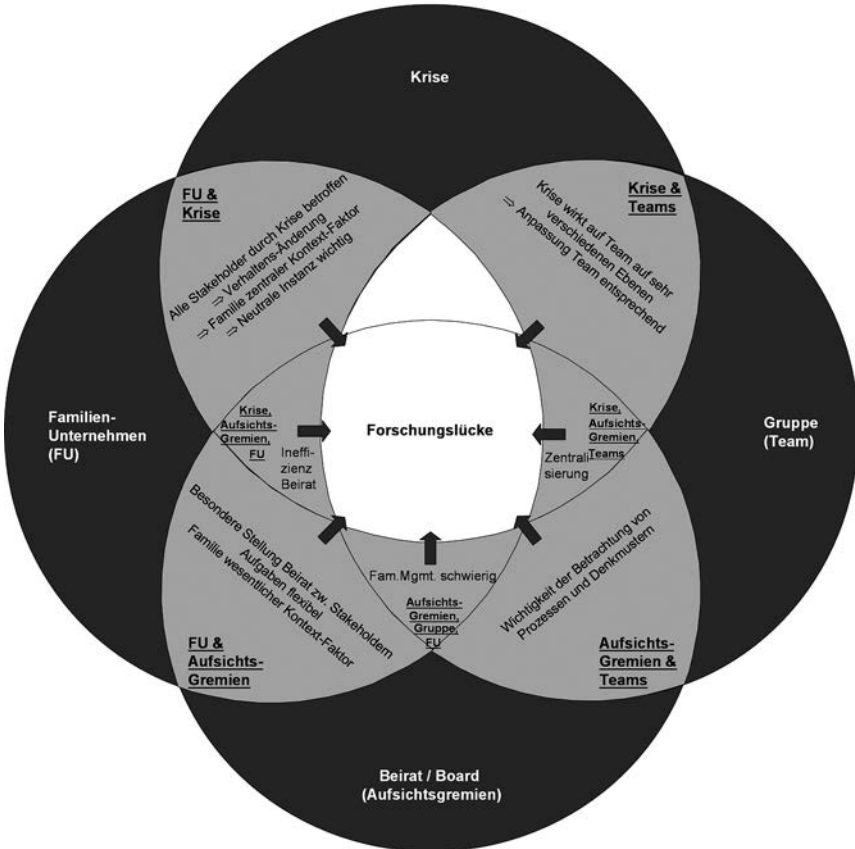 Krise
FU &
Krise
Alle Stakeholder durch Krise betroffen
⇒ Verhaltens-Änderung
⇒ Familie zentraler Kontext-Faktor
⇒ Neutrale Instanz wichtig
Krise &
Teams
Krise wirkt auf Team auf sehr
verschiedenen Ebenen
⇒ Anpassung Team entsprechend
Familien-
Unternehmen
(FU)
Krise,
Aufsichts-
Gremien,
FU
Ineffi-
zienz
Beirat
Forschungslücke
Krise,
Aufsichts-
Gremien,
Teams
Zentrali-
sierung
Gruppe
(Team)
Besondere Stellung Beirat zw. Stakeholdern
Aufgaben flexibel
Familie wesentlicher Kontext-Faktor
FU &
Aufsichts-
Gremien
Fam.Mgmt. schwierig
Aufsichts-
Gremien,
Gruppe,
FU
Wichtigkeit der Betrachtung von
Prozessen und Denkmustern
Aufsichts-
Gremien &
Teams
Beirat / Board
(Aufsichtsgremien)